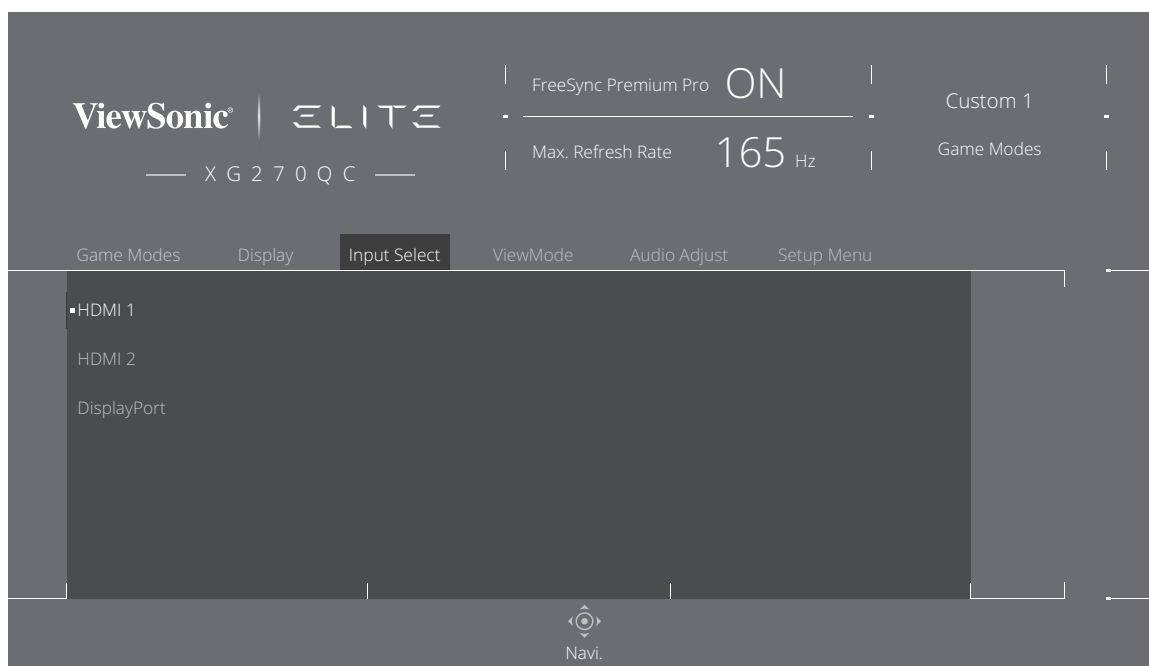 ViewSonic® ELITE
XG270QC
FreeSync Premium Pro ON
Max. Refresh Rate 165 Hz
Custom 1
Game Modes
Game Modes Display Input Select ViewMode Audio Adjust Setup Menu
HDMI 1
HDMI 2
DisplayPort
Navi.